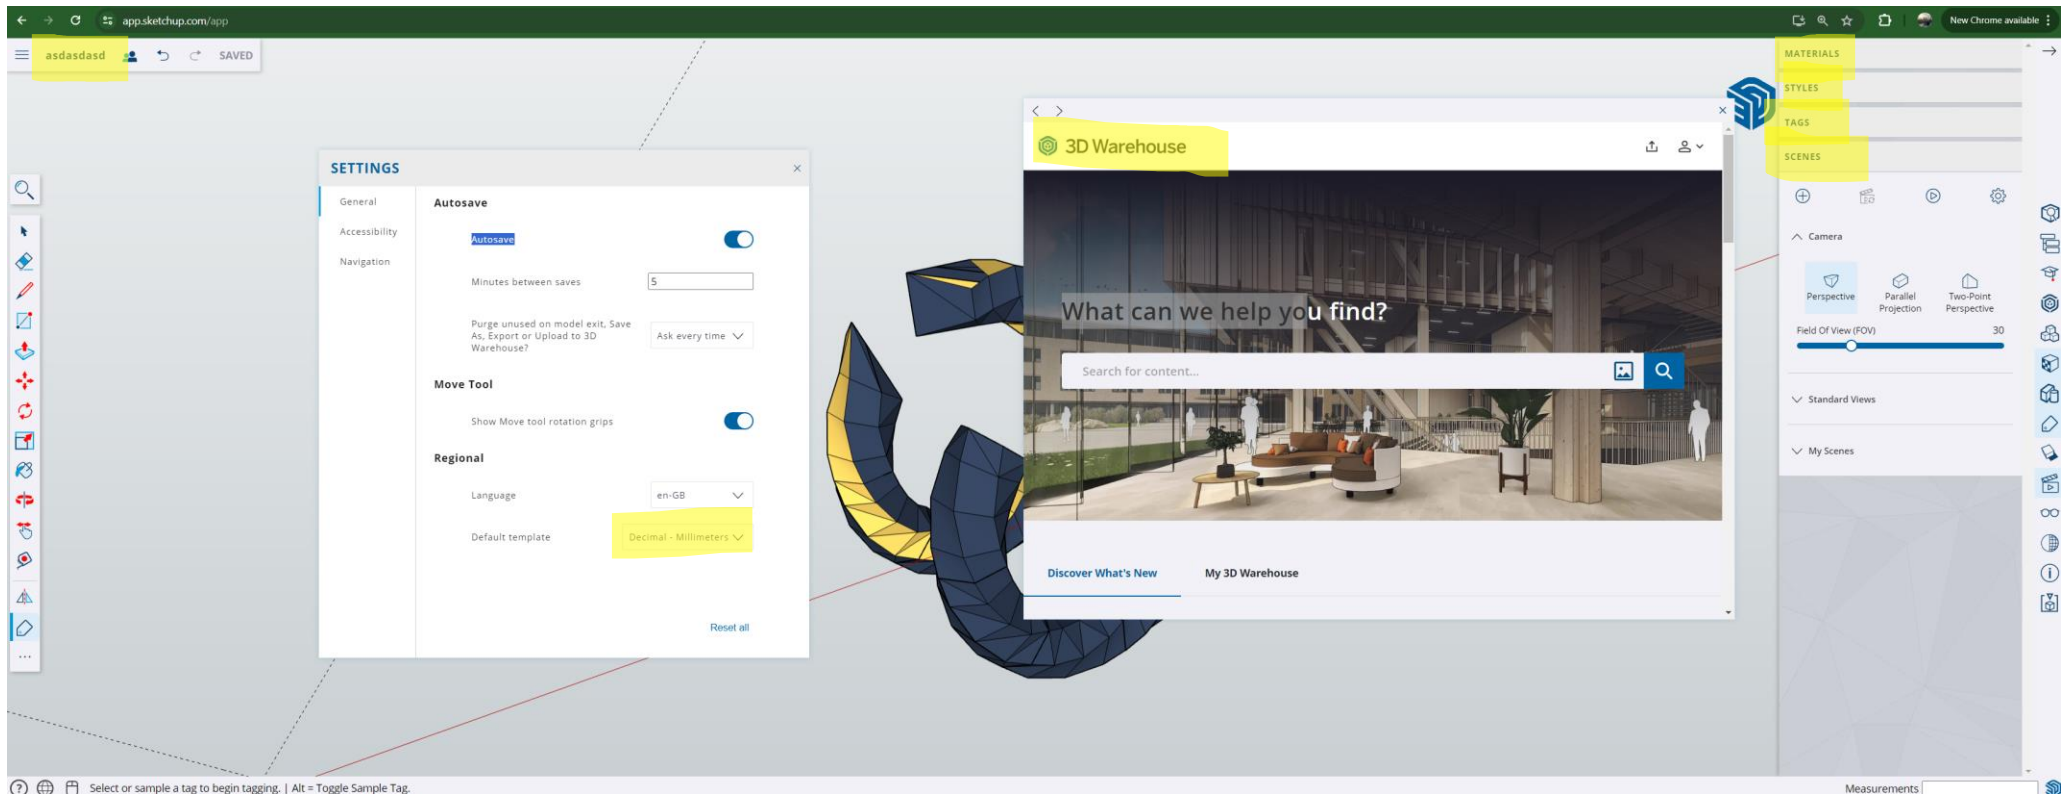 app.sketchup.com/app
New Chrome available
asdasdasd
SAVED
SETTINGS
General
Accessibility
Navigation
Autosave
Autosave
Minutes between saves
5
Purge unused on model exit, Save
As, Export or Upload to 3D
Warehouse?
Ask every time
Move Tool
Show Move tool rotation grips
Regional
Language
en-GB
Default template
Decimal - Millimeters
Reset all
3D Warehouse
What can we help you find?
Search for content...
Discover What's New
My 3D Warehouse
MATERIALS
STYLES
TAGS
SCENES
Camera
Perspective
Parallel
Projection
Two-Point
Perspective
Field Of View (FOV)
30
Standard Views
My Scenes
Select or sample a tag to begin tagging. | Alt = Toggle Sample Tag.
Measurements